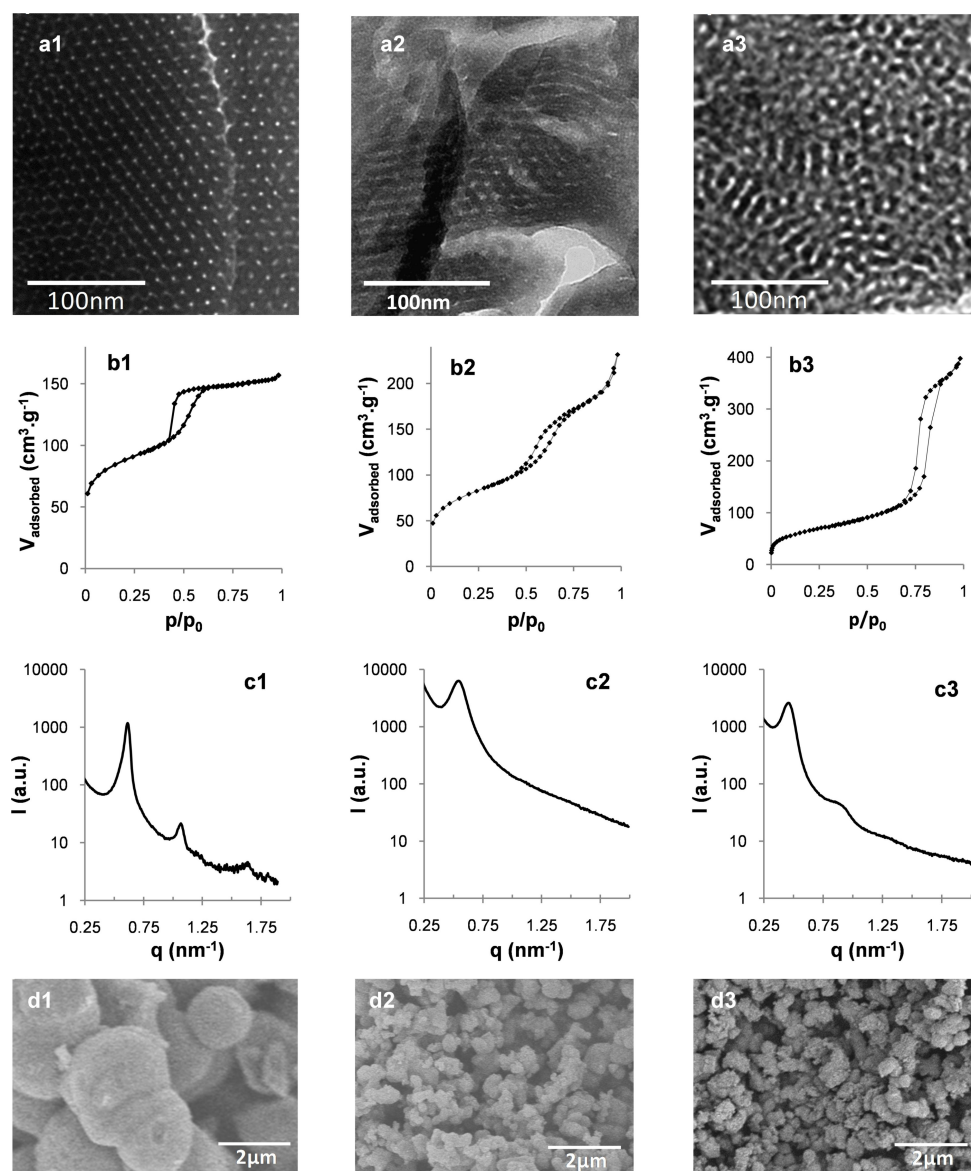 a1
100nm
a2
100nm
a3
100nm
b1
V_adsorbed (cm³.g⁻¹)
150
100
50
0
0 0.25 0.5 0.75 1
p/p₀
b2
V_adsorbed (cm³.g⁻¹)
200
150
100
50
0
0 0.25 0.5 0.75 1
p/p₀
b3
V_adsorbed (cm³.g⁻¹)
400
300
200
100
0
0 0.25 0.5 0.75 1
p/p₀
c1
I (a.u.)
10000
1000
100
10
1
0.25 0.75 1.25 1.75
q (nm⁻¹)
c2
I (a.u.)
10000
1000
100
10
1
0.25 0.75 1.25 1.75
q (nm⁻¹)
c3
I (a.u.)
10000
1000
100
10
1
0.25 0.75 1.25 1.75
q (nm⁻¹)
d1
2µm
d2
2µm
d3
2µm